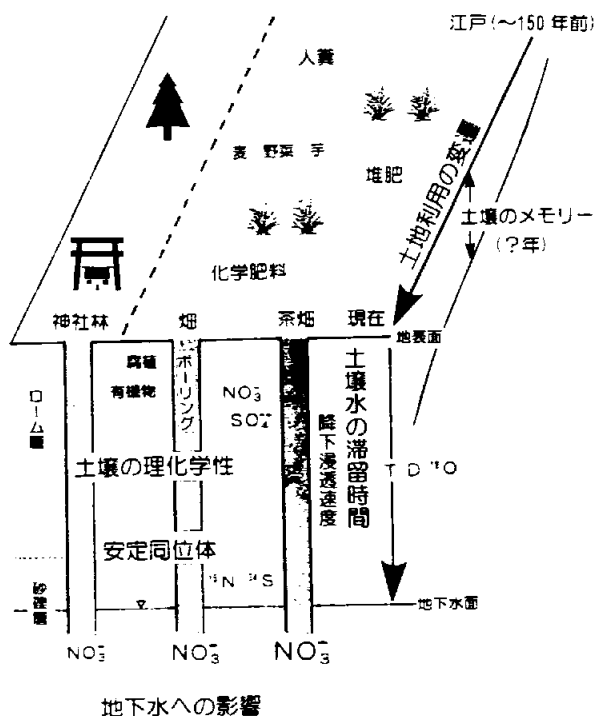 江戸(〜150年前)
人糞
麦 野菜 芋
堆肥
土地利用の変遷
土壌のメモリー
(?年)
化学肥料
神社林 畑 茶畑 現在
地表面
ローム層
腐植
有機物
ボーリング
NO₃⁻
SO₄⁻⁻
降下浸透速度
土壌水の滞留時間
T D ¹⁸O
土壌の理化学性
安定同位体
¹⁵N ³⁴S
砂礫層
地下水面
NO₃⁻ NO₃⁻ NO₃⁻
地下水への影響